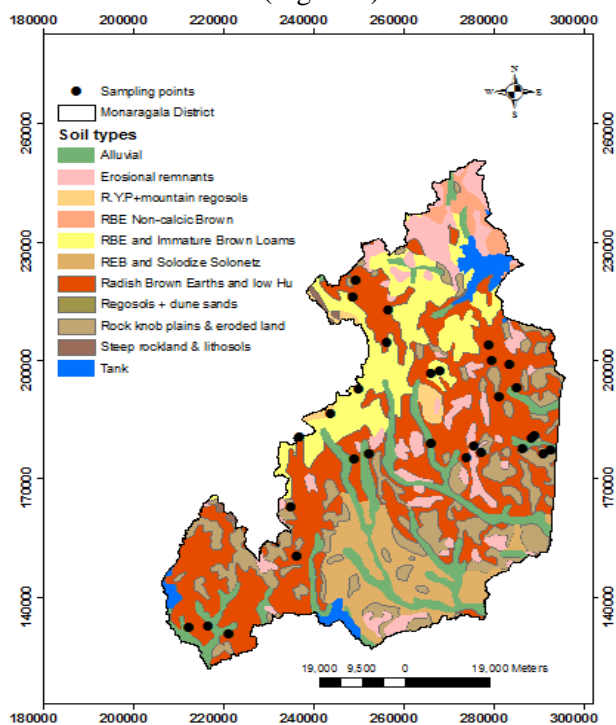 180000 200000 220000 240000 260000 280000 300000
N
W E
S
260000 260000
230000 230000
200000 200000
170000 170000
140000 140000
Sampling points
Monaragala District
Soil types
Alluvial
Erosional remnants
R.Y.P+mountain regosols
RBE Non-calcic Brown
RBE and Immature Brown Loams
REB and Solodize Solonetz
Radish Brown Earths and low Hu
Regosols + dune sands
Rock knob plains & eroded land
Steep rockland & lithosols
Tank
19,000 9,500 0 19,000 Meters
180000 200000 220000 240000 260000 280000 300000